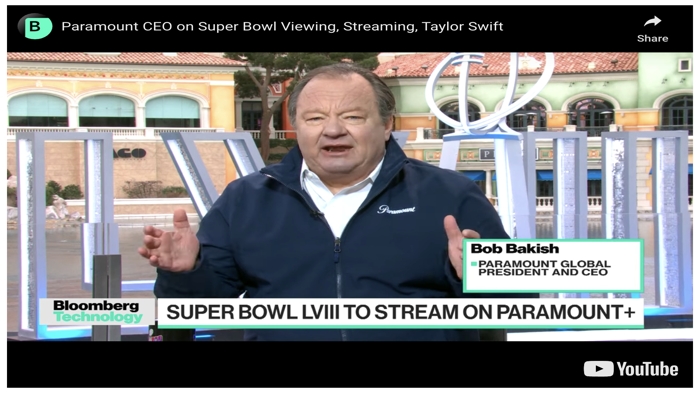 B
Paramount CEO on Super Bowl Viewing, Streaming, Taylor Swift
Share
Paramount
Bob Bakish
PARAMOUNT GLOBAL
PRESIDENT AND CEO
Bloomberg
Technology
SUPER BOWL LVIII TO STREAM ON PARAMOUNT+
YouTube